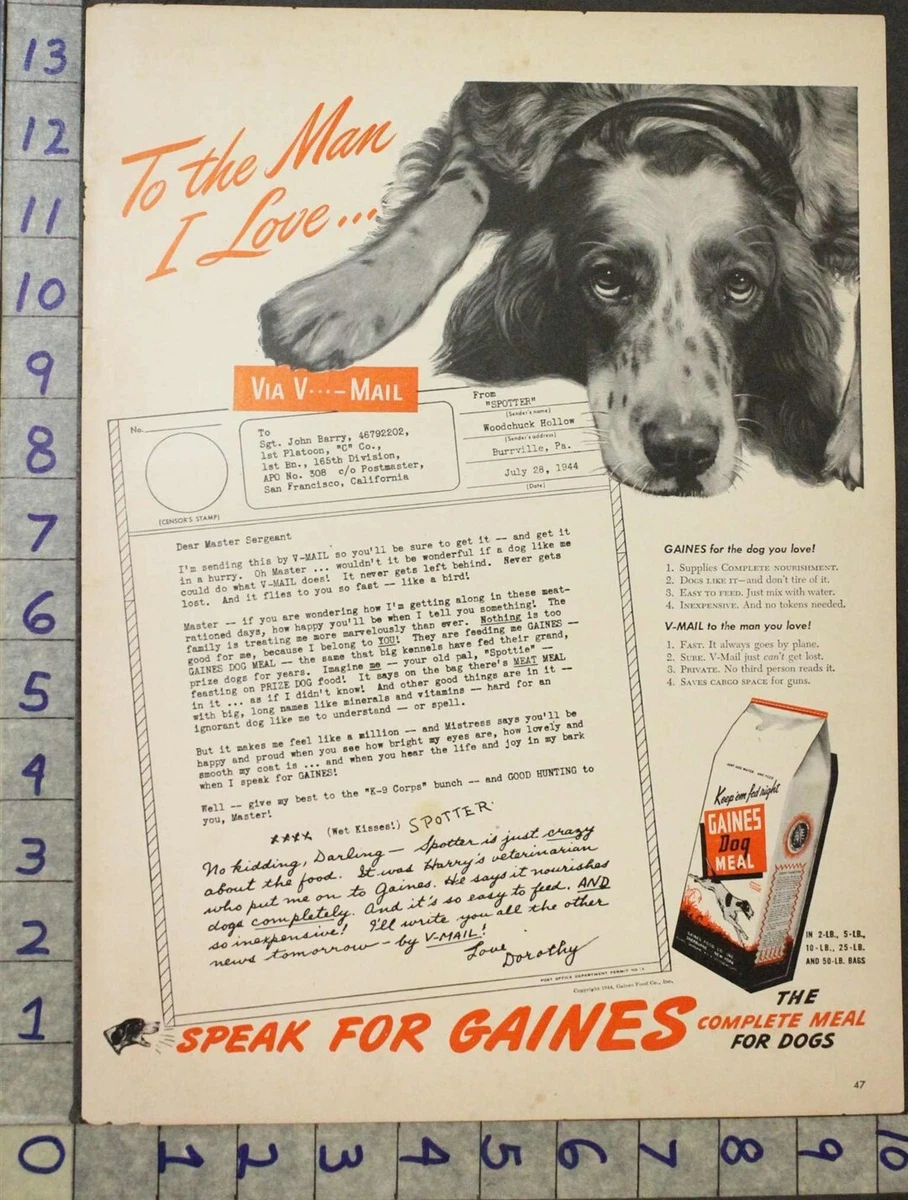 13
12
11
10
9
8
7
6
5
4
3
2
1
0
1
2
3
4
5
6
7
8
9
10
To the Man
I Love...
VIA V···–MAIL
No.
(CENSOR'S STAMP)
To
Sgt. John Barry, 46792202,
1st Platoon, "C" Co.,
1st Bn., 165th Division,
APO No. 308 c/o Postmaster,
San Francisco, California
From
"SPOTTER"
(Sender's name)
Woodchuck Hollow
(Sender's address)
Burrville, Pa.
July 28, 1944
(Date)
Dear Master Sergeant
I'm sending this by V-MAIL so you'll be sure to get it -- and get it
in a hurry. Oh Master ... wouldn't it be wonderful if a dog like me
could do what V-MAIL does! It never gets left behind. Never gets
lost. And it flies to you so fast -- like a bird!
Master -- if you are wondering how I'm getting along in these meat-
rationed days, how happy you'll be when I tell you something! The
family is treating me more marvelously than ever. Nothing is too
good for me, because I belong to YOU! They are feeding me GAINES --
GAINES DOG MEAL -- the same that big kennels have fed their grand,
prize dogs for years. Imagine me -- your old pal, "Spottie" --
feasting on PRIZE DOG food! It says on the bag there's MEAT MEAL
in it ... as if I didn't know! And other good things are in it --
with big, long names like minerals and vitamins -- hard for an
ignorant dog like me to understand -- or spell.
But it makes me feel like a million -- and Mistress says you'll be
happy and proud when you see how bright my eyes are, how lovely and
smooth my coat is ... and when you hear the life and joy in my bark
when I speak for GAINES!
Well -- give my best to the "K-9 Corps" bunch -- and GOOD HUNTING to
you, Master!
xxxx (Wet Kisses!) SPOTTER
No kidding, Darling – Spotter is just crazy
about the food. It was Harry's veterinarian
who put me on to Gaines. He says it nourishes
dogs completely. And it's so easy to feed. AND
so inexpensive! I'll write you all the other
news tomorrow – by V-MAIL!
Love
Dorothy
POST OFFICE DEPARTMENT PERMIT NO.
Copyright 1944, Gaines Food Co., Inc.
GAINES for the dog you love!
1. Supplies COMPLETE NOURISHMENT.
2. DOGS LIKE IT—and don't tire of it.
3. EASY TO FEED. Just mix with water.
4. INEXPENSIVE. And no tokens needed.
V-MAIL to the man you love!
1. FAST. It always goes by plane.
2. SURE. V-Mail just can't get lost.
3. PRIVATE. No third person reads it.
4. SAVES CARGO SPACE for guns.
Keep 'em fed right
GAINES
Dog
MEAL
IN 2-LB., 5-LB.,
10-LB., 25-LB.
AND 50-LB. BAGS
SPEAK FOR GAINES
THE
COMPLETE MEAL
FOR DOGS
47